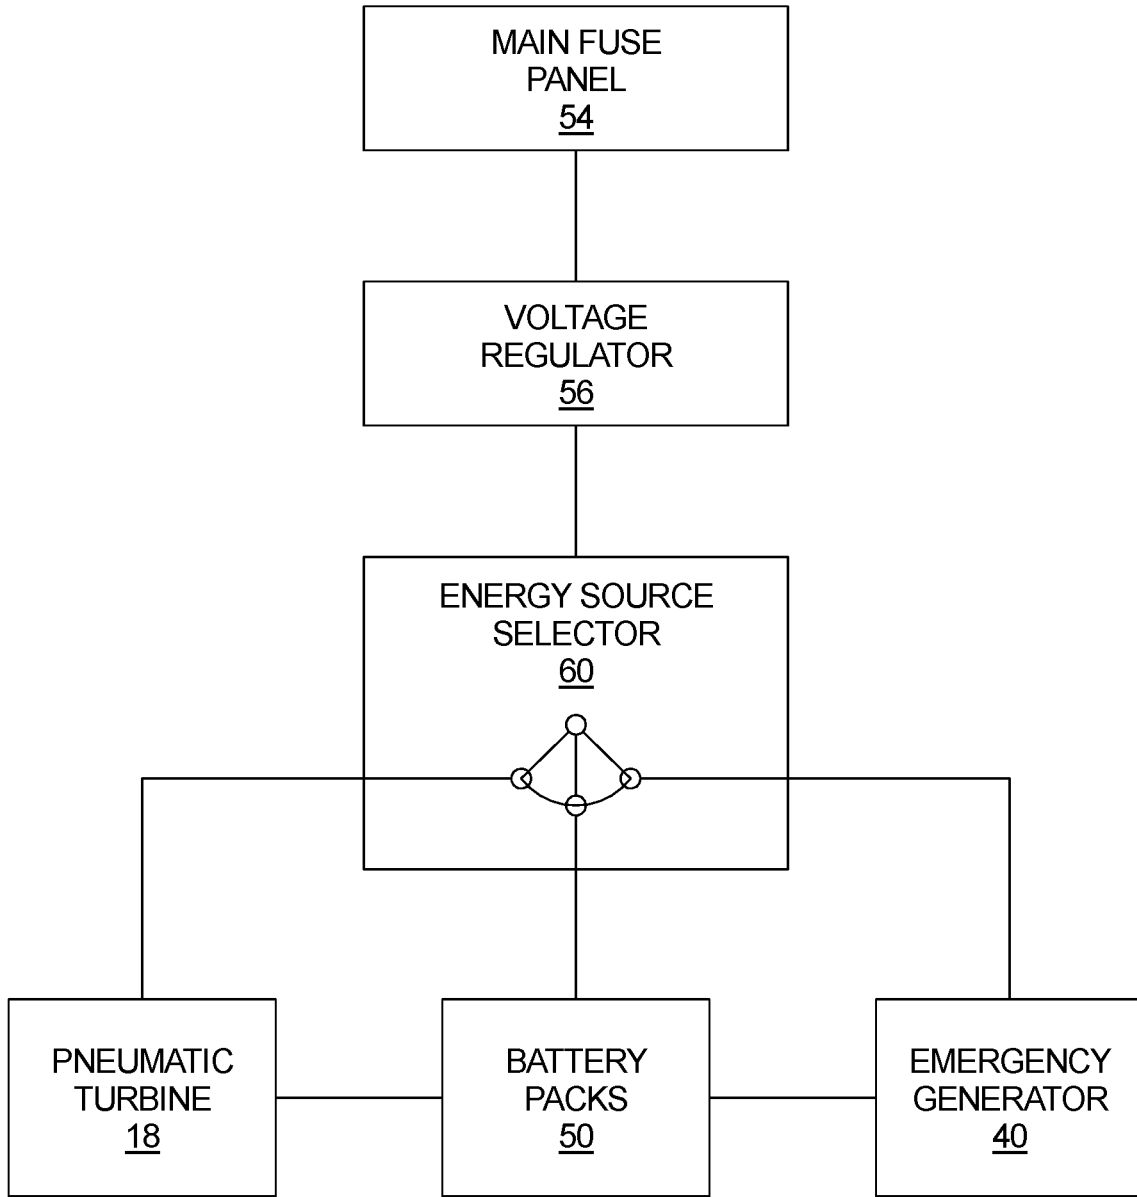 MAIN FUSE
PANEL
54
VOLTAGE
REGULATOR
56
ENERGY SOURCE
SELECTOR
60
PNEUMATIC
TURBINE
18
BATTERY
PACKS
50
EMERGENCY
GENERATOR
40